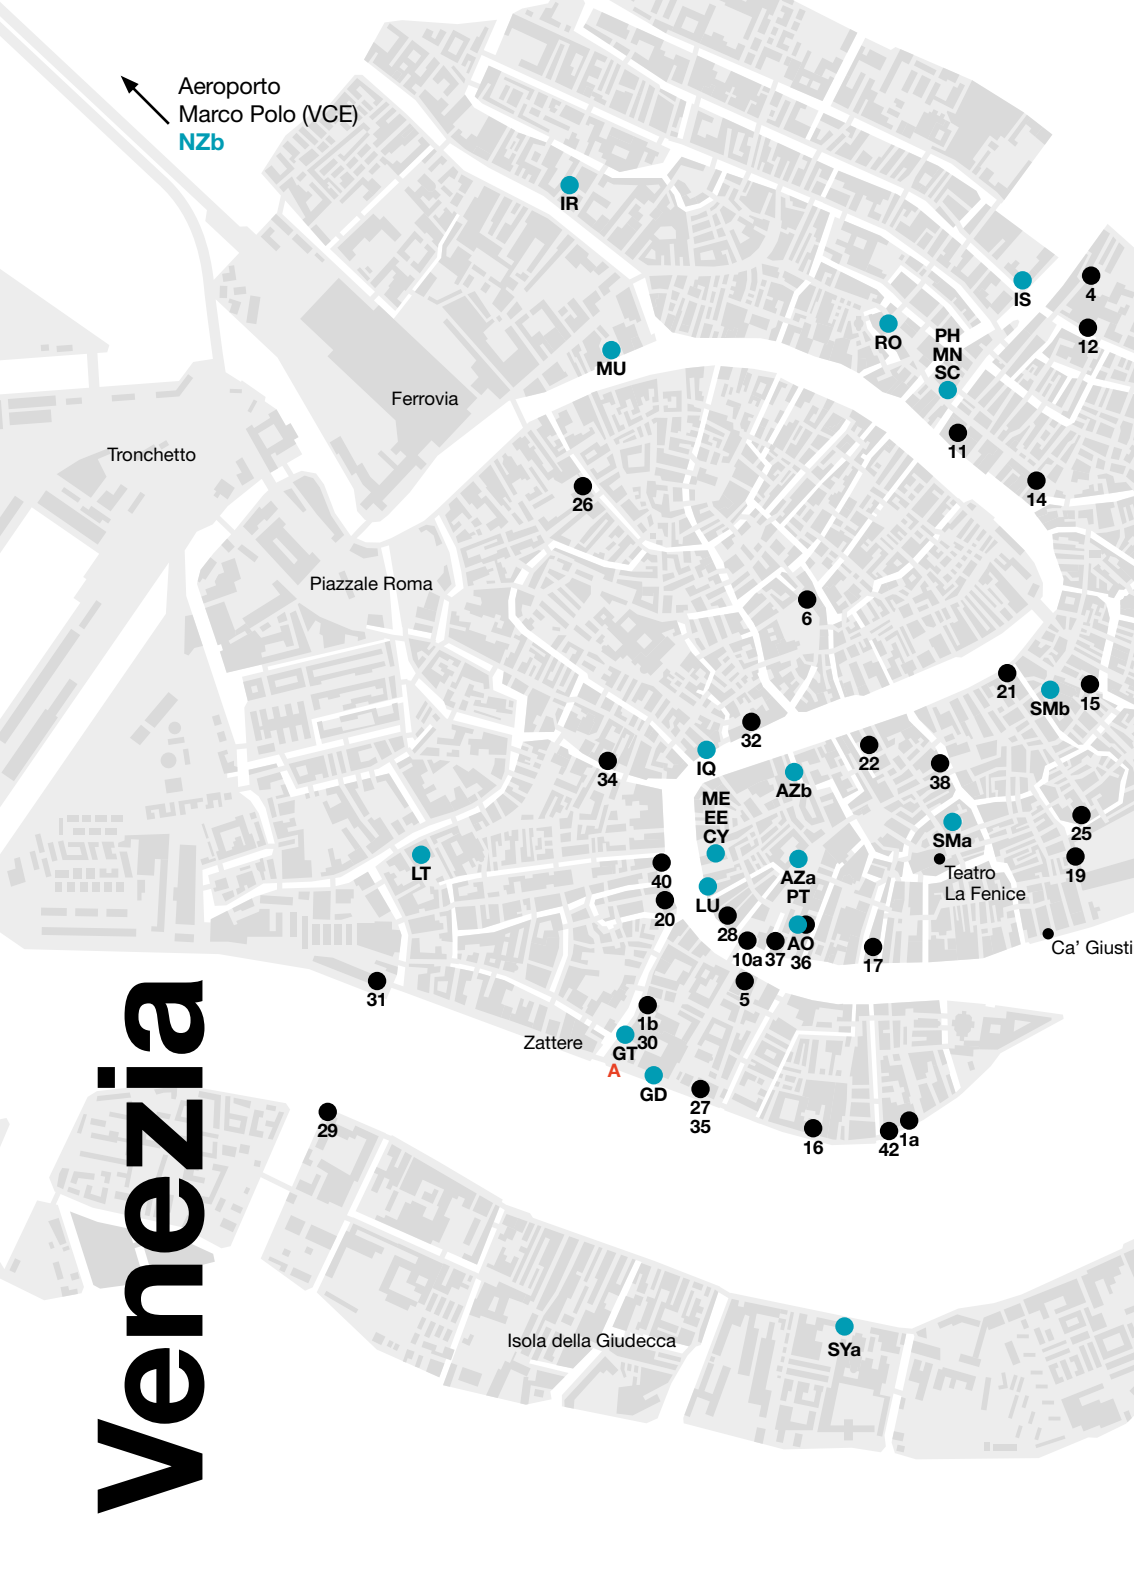 Aeroporto
Marco Polo (VCE)
NZb
IR
IS
4
RO
PH
MN
SC
12
MU
Ferrovia
11
Tronchetto
14
26
Piazzale Roma
6
21
SMb
15
32
22
IQ
34
38
AZb
ME
EE
CY
25
SMa
LT
40
AZa
PT
Teatro
La Fenice
19
LU
20
28
AO
36
10a
37
17
Ca’ Giusti
31
5
1b
30
Zattere
GT
A
GD
27
35
29
16
42
1a
Venezia
Isola della Giudecca
SYa